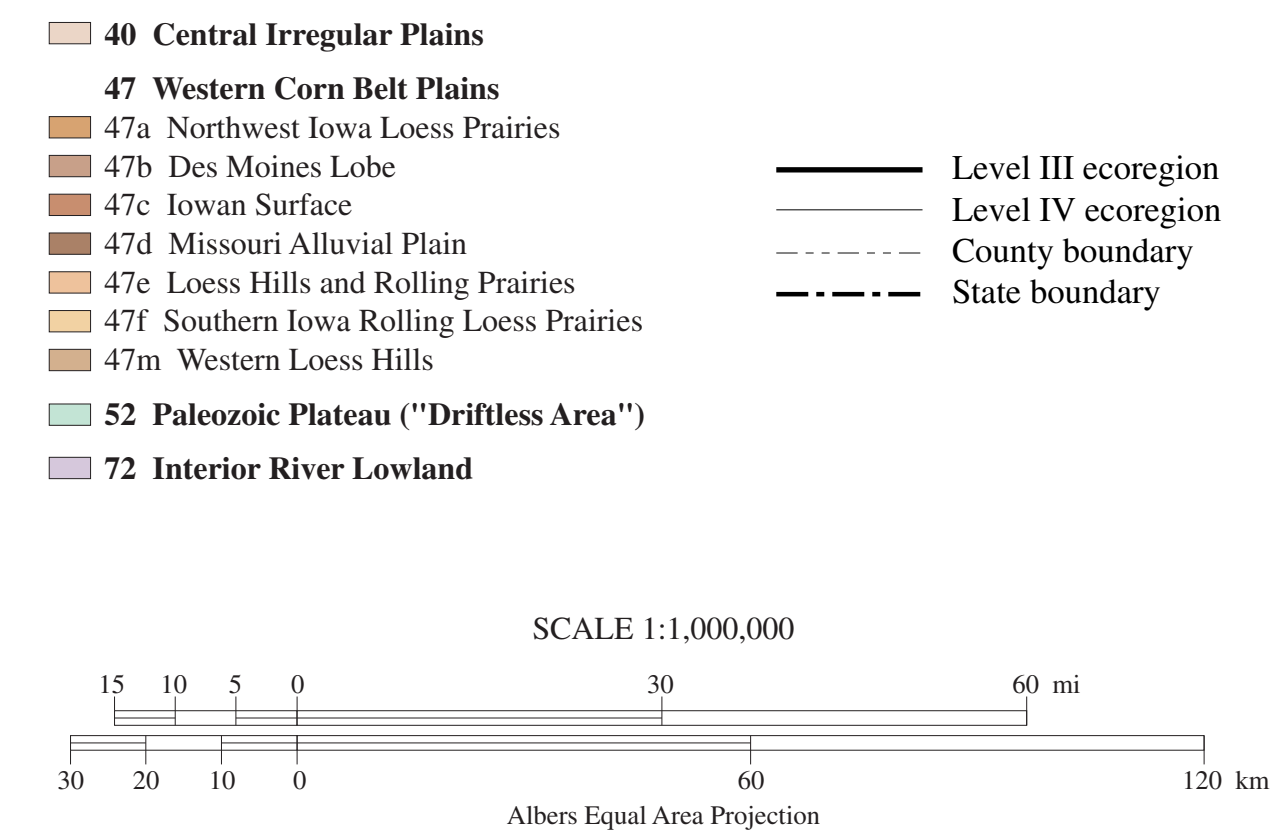 40 Central Irregular Plains
47 Western Corn Belt Plains
47a Northwest Iowa Loess Prairies
47b Des Moines Lobe
47c Iowan Surface
47d Missouri Alluvial Plain
47e Loess Hills and Rolling Prairies
47f Southern Iowa Rolling Loess Prairies
47m Western Loess Hills
52 Paleozoic Plateau ("Driftless Area")
72 Interior River Lowland
Level III ecoregion
Level IV ecoregion
County boundary
State boundary
SCALE 1:1,000,000
15 10 5 0 30 60 mi
30 20 10 0 60 120 km
Albers Equal Area Projection